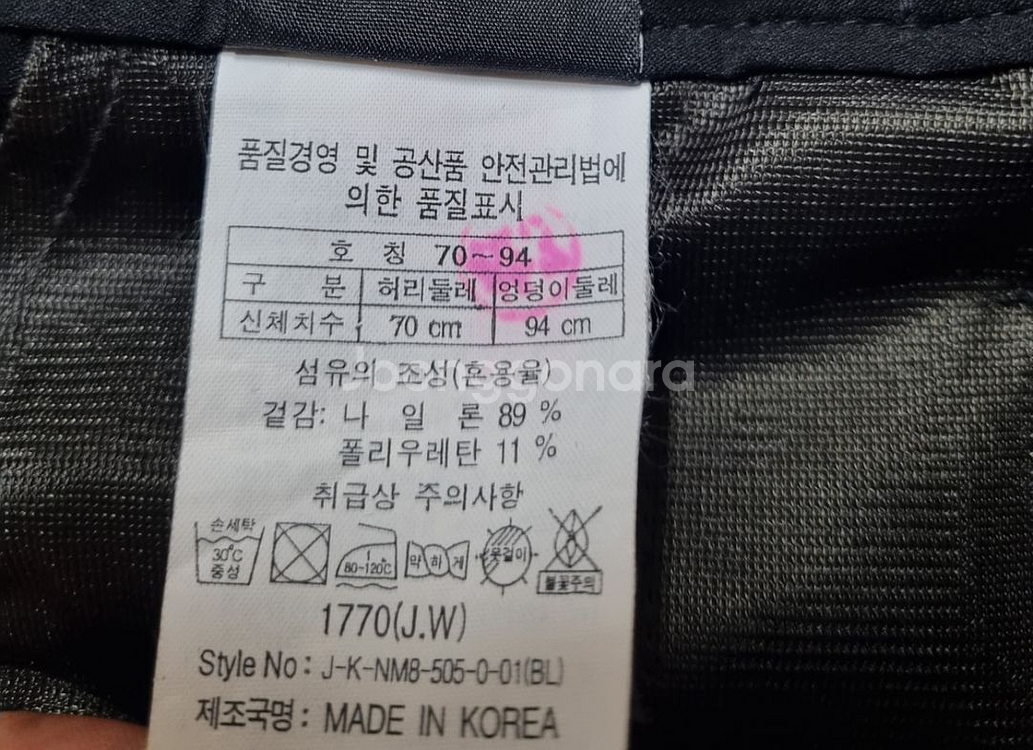 품질경영 및 공산품 안전관리법에
의한 품질표시
호 칭 70~94
구 분 허리둘레 엉덩이둘레
신체치수 70 cm 94 cm
섬유의 조성(혼용율)
joonggonara
겉감: 나 일 론 89 %
폴리우레탄 11 %
취급상 주의사항
손세탁
30℃
중성
80~120℃
약하게
옷걸이
불꽃주의
1770(J.W)
Style No : J-K-NM8-505-0-01(BL)
제조국명 : MADE IN KOREA